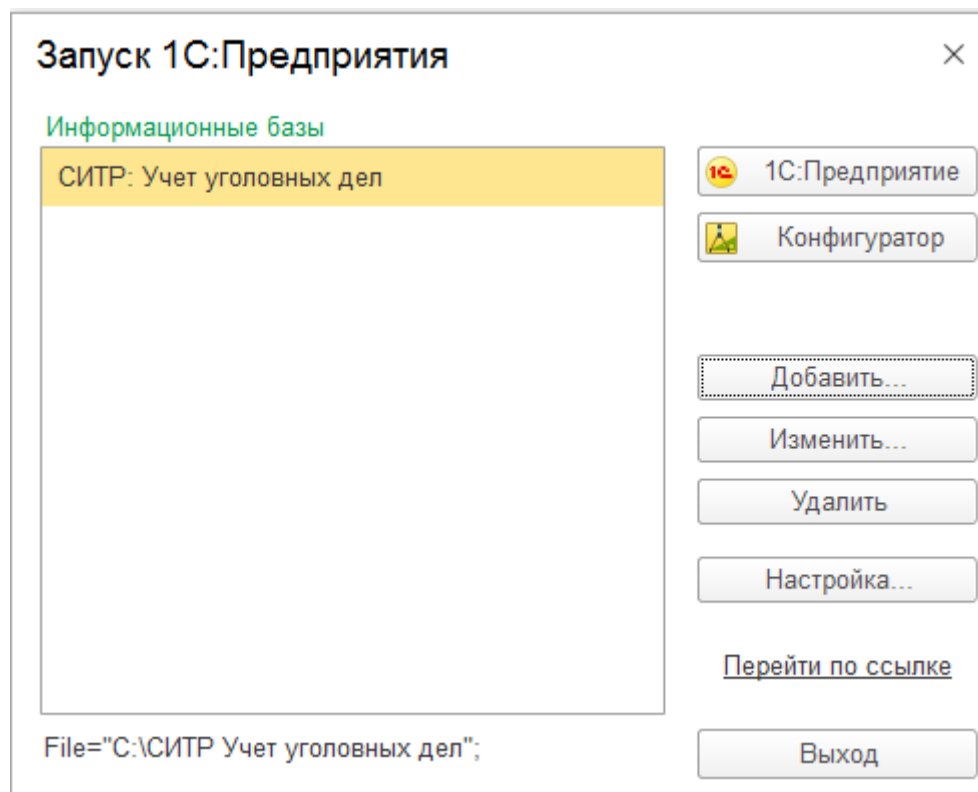 Запуск 1С:Предприятия
Информационные базы
СИТР: Учет уголовных дел
1С:Предприятие
Конфигуратор
Добавить...
Изменить...
Удалить
Настройка...
Перейти по ссылке
File="C:\СИТР Учет уголовных дел";
Выход